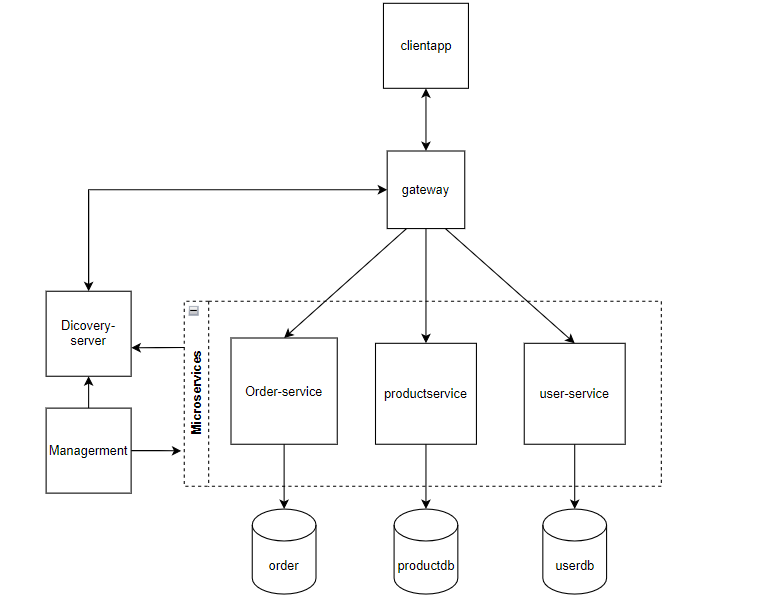 clientapp
gateway
Dicovery-
server
Microservices
Order-service
productservice
user-service
Managerment
order
productdb
userdb